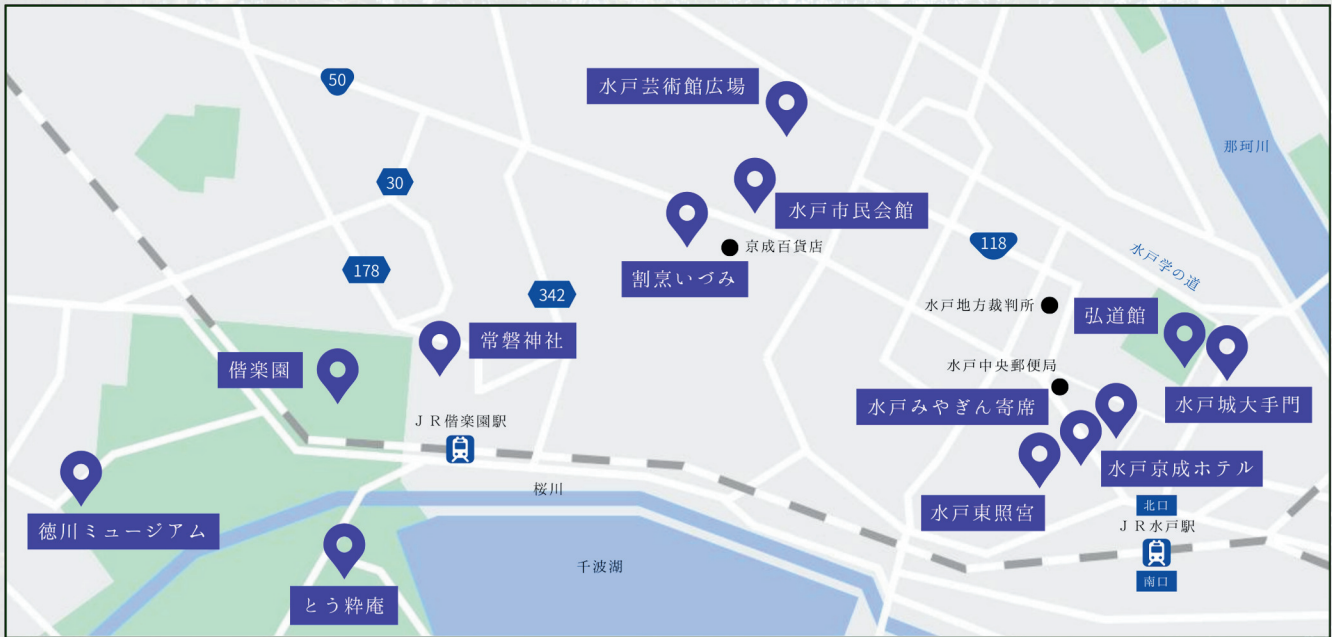 50
水戸芸術館広場
那珂川
30
水戸市民会館
京成百貨店
118
水戸学の道
178
割烹いづみ
342
水戸地方裁判所
弘道館
常磐神社
偕楽園
水戸中央郵便局
水戸みやぎん寄席
水戸城大手門
JR偕楽園駅
水戸京成ホテル
桜川
水戸東照宮
北口
JR水戸駅
徳川ミュージアム
千波湖
南口
とう粋庵